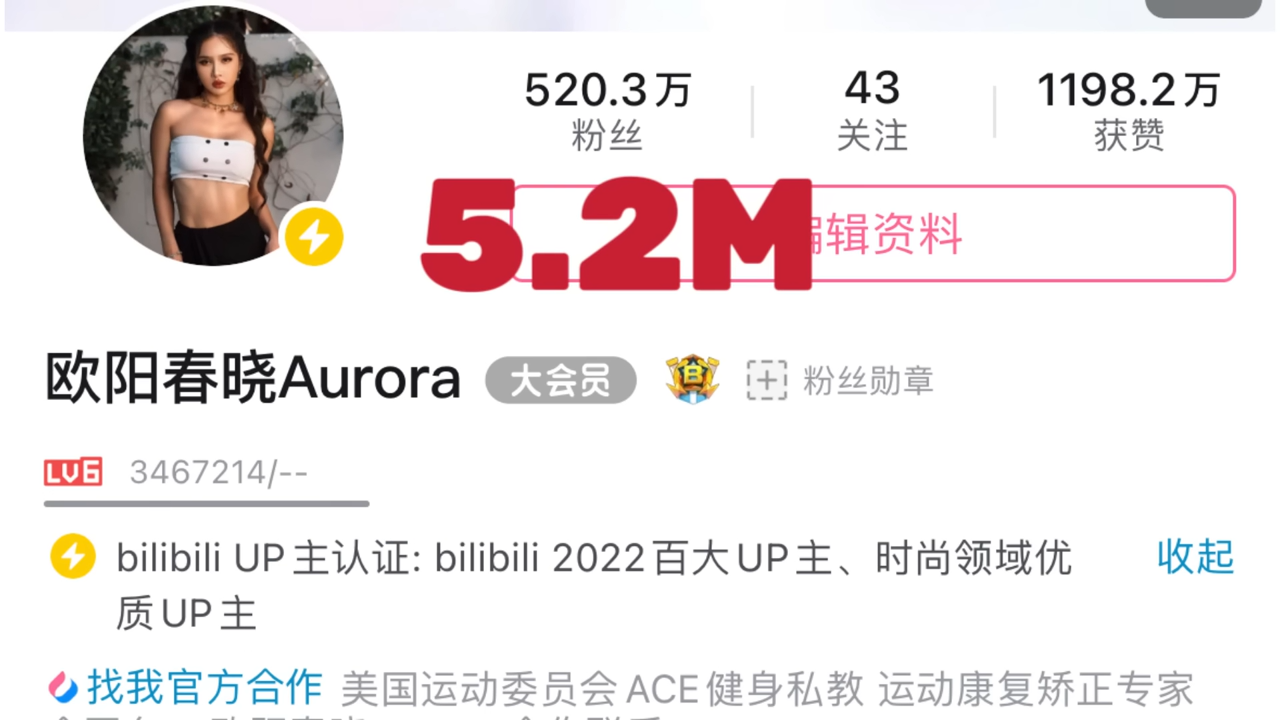 520.3万
43
1198.2万
粉丝
关注
获赞
5.2M
辑资料
欧阳春晓Aurora 大会员 B 粉丝勋章
LV6 3467214/--
bilibili UP主认证: bilibili 2022百大UP主、时尚领域优 收起
质UP主
找我官方合作 美国运动委员会ACE健身私教 运动康复矫正专家